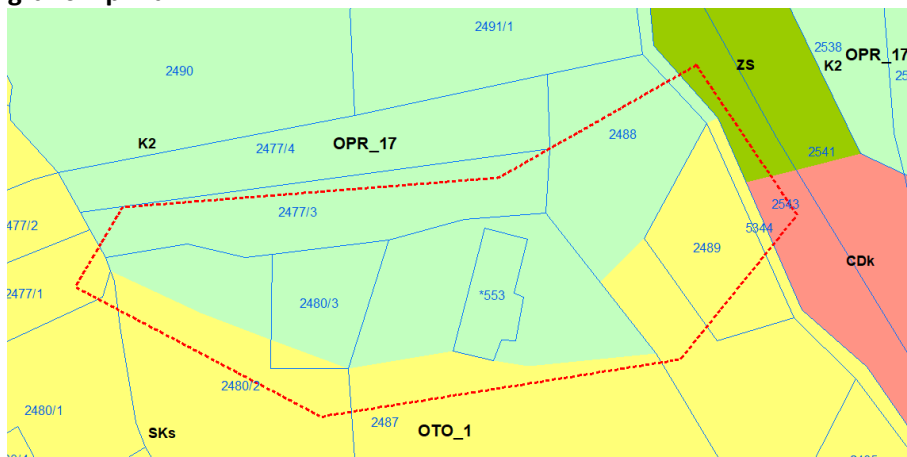 2491/1
2538
OPR_17
ZS
K2
2490
2488
K2
2477/4
OPR_17
2541
2477/3
2543
2477/2
5344
2489
CDk
2477/1
2480/3
*553
2480/2
2480/1
2487
OTO_1
SKs